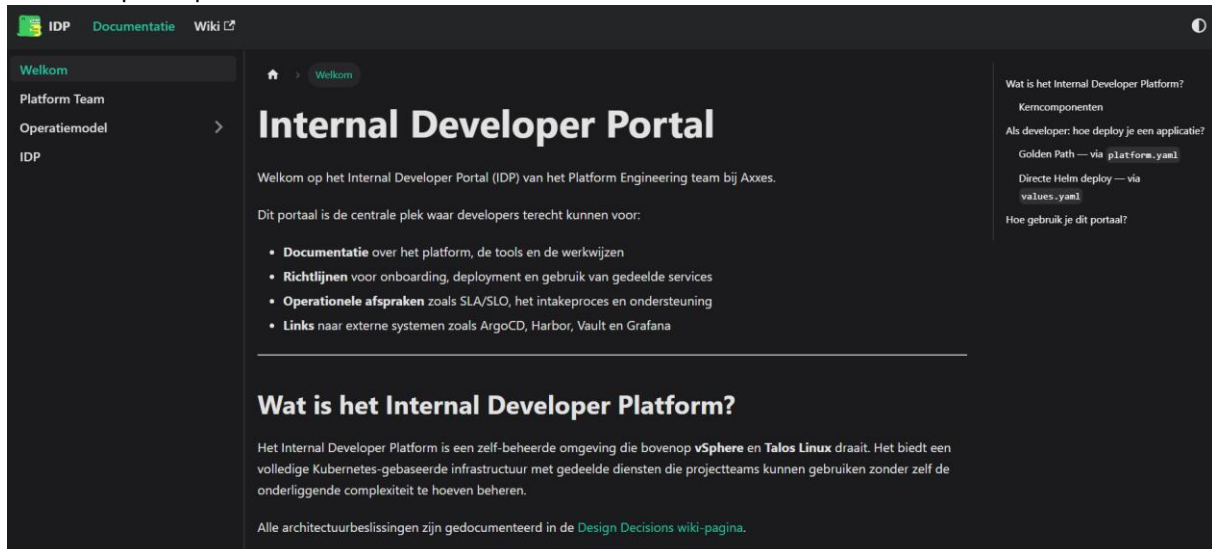 IDP Documentatie Wiki
Welkom
Platform Team
Operatiemodel
IDP
Welkom
Internal Developer Portal
Welkom op het Internal Developer Portal (IDP) van het Platform Engineering team bij Axxes.
Dit portaal is de centrale plek waar developers terecht kunnen voor:
• Documentatie over het platform, de tools en de werkwijzen
• Richtlijnen voor onboarding, deployment en gebruik van gedeelde services
• Operationele afspraken zoals SLA/SLO, het intakeproces en ondersteuning
• Links naar externe systemen zoals ArgoCD, Harbor, Vault en Grafana
Wat is het Internal Developer Platform?
Het Internal Developer Platform is een zelf-beheerde omgeving die bovenop vSphere en Talos Linux draait. Het biedt een
volledige Kubernetes-gebaseerde infrastructuur met gedeelde diensten die projectteams kunnen gebruiken zonder zelf de
onderliggende complexiteit te hoeven beheren.
Alle architectuurbeslissingen zijn gedocumenteerd in de Design Decisions wiki-pagina.
Wat is het Internal Developer Platform?
Kerncomponenten
Als developer: hoe deploy je een applicatie?
Golden Path — via platform.yaml
Directe Helm deploy — via
values.yaml
Hoe gebruik je dit portaal?